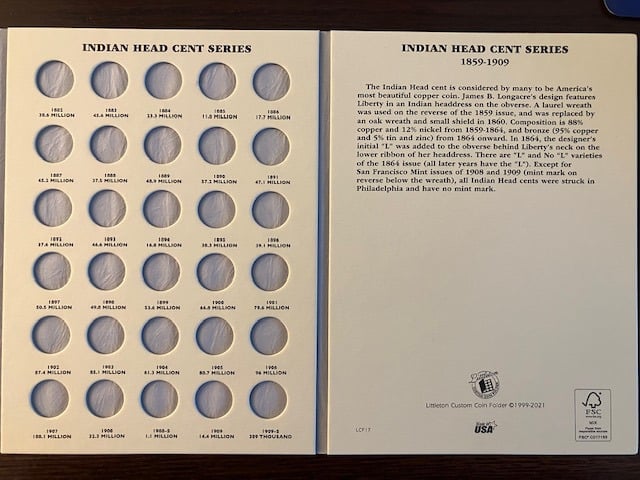 INDIAN HEAD CENT SERIES
1882 1883 1884 1885 1886
38.6 MILLION 45.6 MILLION 23.3 MILLION 11.8 MILLION 17.7 MILLION
1887 1888 1889 1890 1891
45.2 MILLION 37.5 MILLION 48.9 MILLION 57.2 MILLION 47.1 MILLION
1892 1893 1894 1895 1896
37.6 MILLION 46.6 MILLION 16.8 MILLION 38.3 MILLION 39.1 MILLION
1897 1898 1899 1900 1901
50.5 MILLION 49.8 MILLION 53.6 MILLION 66.8 MILLION 79.6 MILLION
1902 1903 1904 1905 1906
87.4 MILLION 85.1 MILLION 61.3 MILLION 80.7 MILLION 96 MILLION
1907 1908 1908-S 1909 1909-S
108.1 MILLION 32.3 MILLION 1.1 MILLION 14.4 MILLION 309 THOUSAND
INDIAN HEAD CENT SERIES
1859-1909
The Indian Head cent is considered by many to be America's
most beautiful copper coin. James B. Longacre's design features
Liberty in an Indian headdress on the obverse. A laurel wreath
was used on the reverse of the 1859 issue, and was replaced by
an oak wreath and small shield in 1860. Composition is 88%
copper and 12% nickel from 1859-1864, and bronze (95% copper
and 5% tin and zinc) from 1864 onward. In 1864, the designer's
initial "L" was added to the obverse behind Liberty's neck on the
lower ribbon of her headdress. There are "L" and No "L" varieties
of the 1864 issue (all later years have the "L"). Except for
San Francisco Mint issues of 1908 and 1909 (mint mark on
reverse below the wreath), all Indian Head cents were struck in
Philadelphia and have no mint mark.
Littleton
Littleton Custom Coin Folder ©1999-2021
LCF17
Made in
USA
FSC
MIX